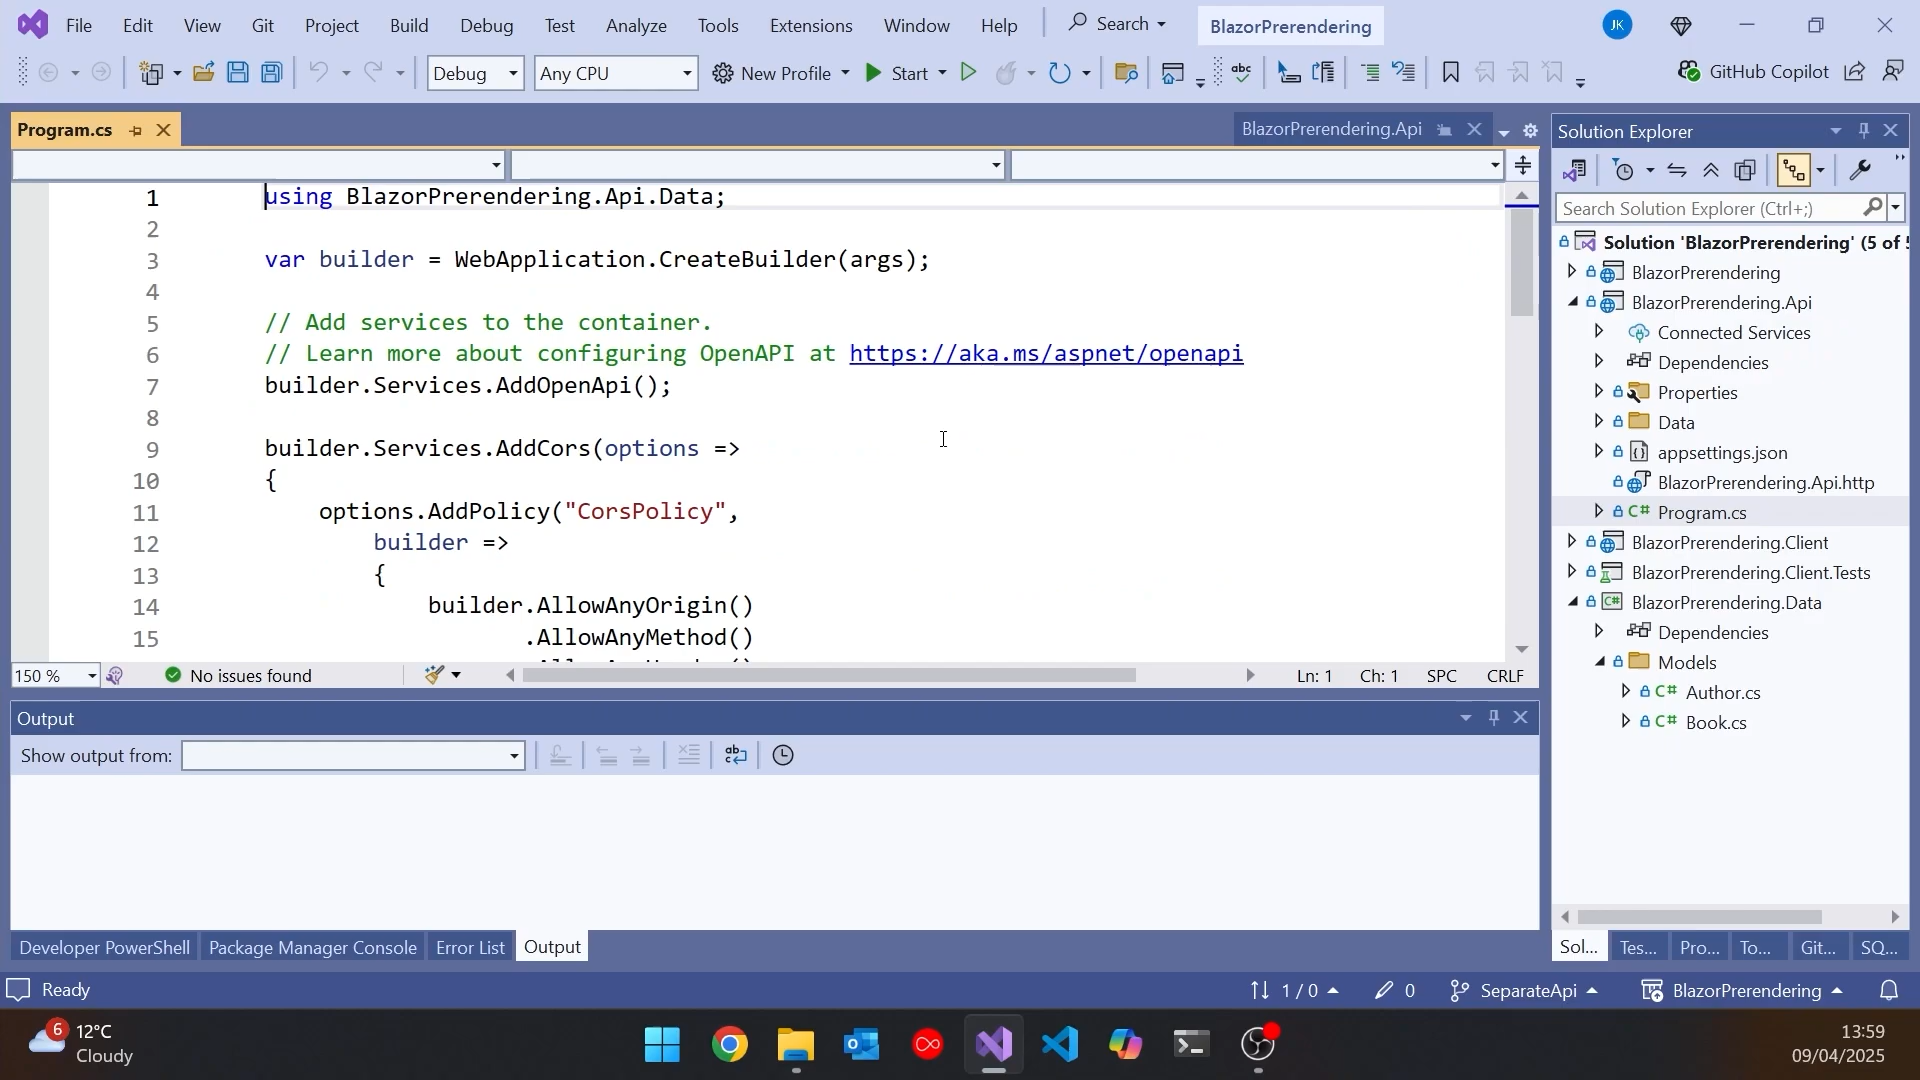 File Edit View Git Project Build Debug Test Analyze Tools Extensions Window Help Search BlazorPrerendering JK
Debug Any CPU New Profile Start GitHub Copilot
Program.cs BlazorPrerendering.Api
1 using BlazorPrerendering.Api.Data;
2
3 var builder = WebApplication.CreateBuilder(args);
4
5 // Add services to the container.
6 // Learn more about configuring OpenAPI at https://aka.ms/aspnet/openapi
7 builder.Services.AddOpenApi();
8
9 builder.Services.AddCors(options =>
10 {
11 options.AddPolicy("CorsPolicy",
12 builder =>
13 {
14 builder.AllowAnyOrigin()
15 .AllowAnyMethod()
150 % No issues found Ln: 1 Ch: 1 SPC CRLF
Output
Show output from:
Developer PowerShell Package Manager Console Error List Output
Solution Explorer
Search Solution Explorer (Ctrl+;)
Solution 'BlazorPrerendering' (5 of
BlazorPrerendering
BlazorPrerendering.Api
Connected Services
Dependencies
Properties
Data
appsettings.json
BlazorPrerendering.Api.http
C# Program.cs
BlazorPrerendering.Client
BlazorPrerendering.Client.Tests
C# BlazorPrerendering.Data
Dependencies
Models
C# Author.cs
C# Book.cs
Sol... Tes... Pro... To... Git... SQ...
Ready 1 / 0 0 SeparateApi BlazorPrerendering
6 12°C
Cloudy
13:59
09/04/2025